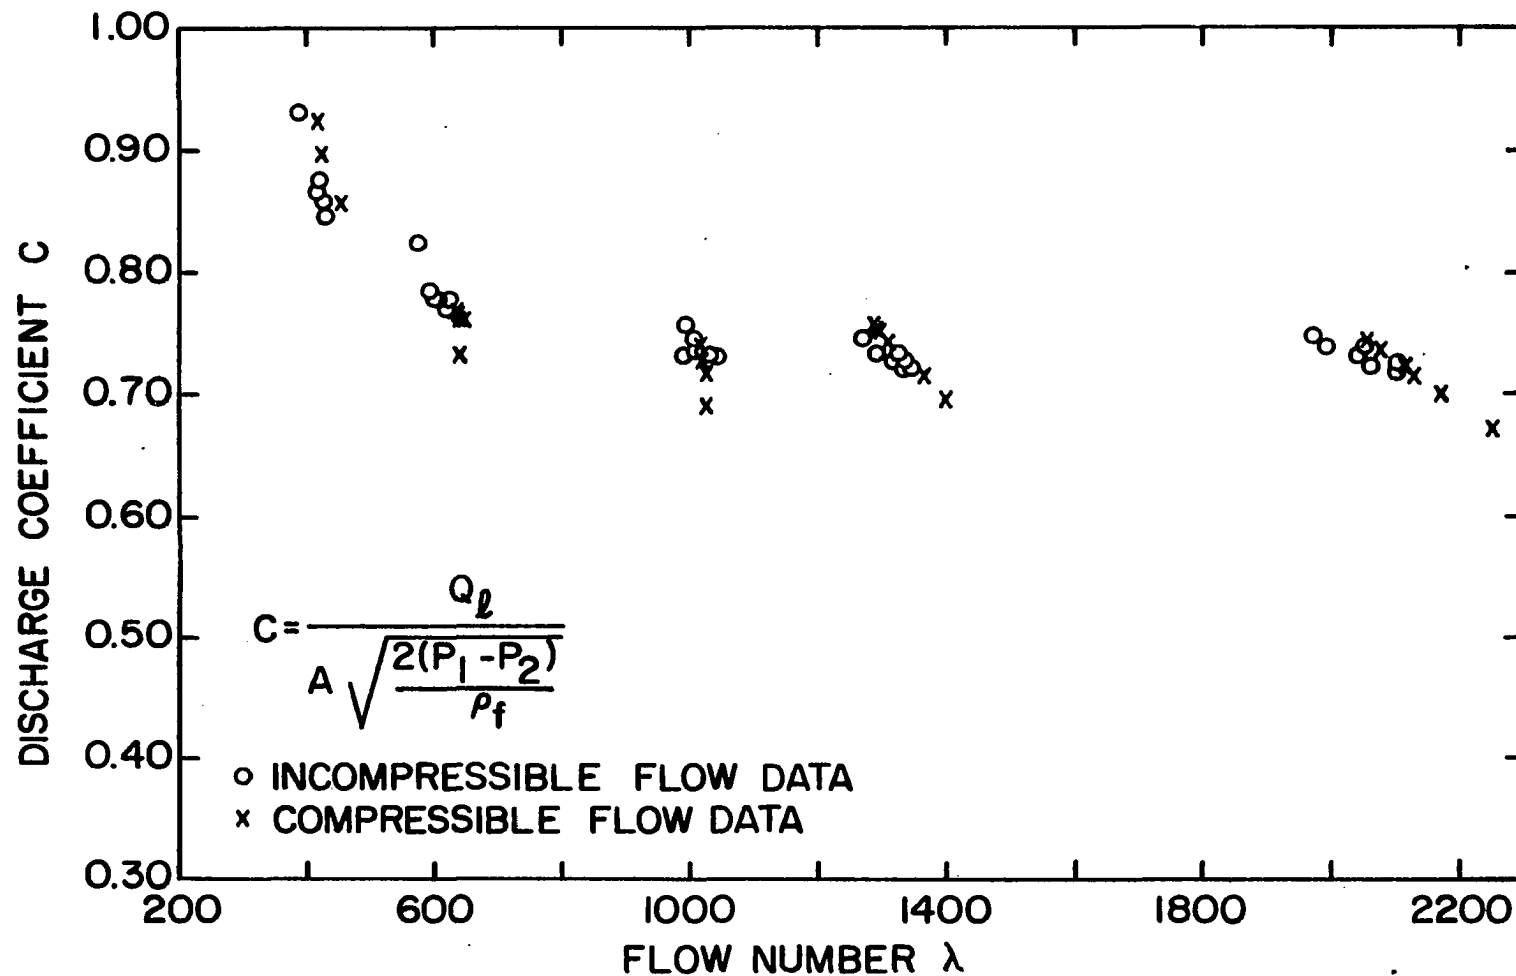 1.00
0.90
0.80
0.70
0.60
0.50
0.40
0.30
DISCHARGE COEFFICIENT C
C = Qℓ / A √ 2(P1 - P2) / ρf
o INCOMPRESSIBLE FLOW DATA
x COMPRESSIBLE FLOW DATA
200 600 1000 1400 1800 2200
FLOW NUMBER λ